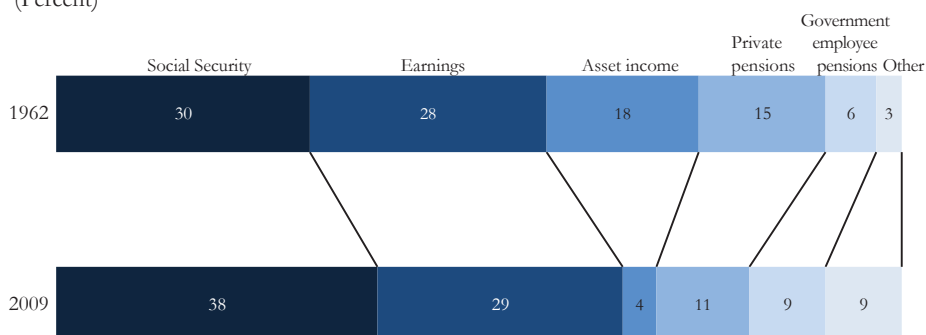 (Percent)
Government
Private employee
Social Security Earnings Asset income pensions pensions Other
1962 30 28 18 15 6 3
2009 38 29 4 11 9 9